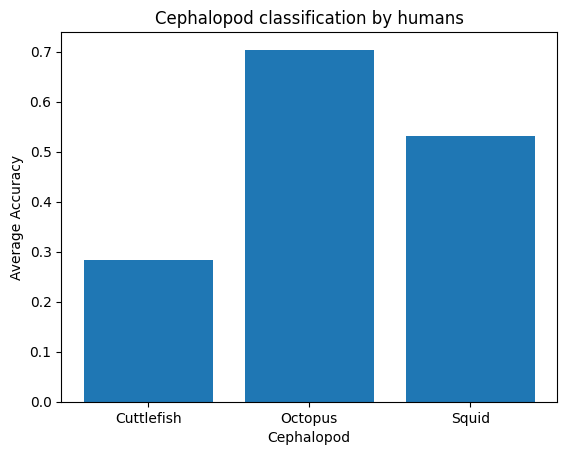 Cephalopod classification by humans
Average Accuracy
0.7
0.6
0.5
0.4
0.3
0.2
0.1
0.0
Cuttlefish Octopus Squid
Cephalopod